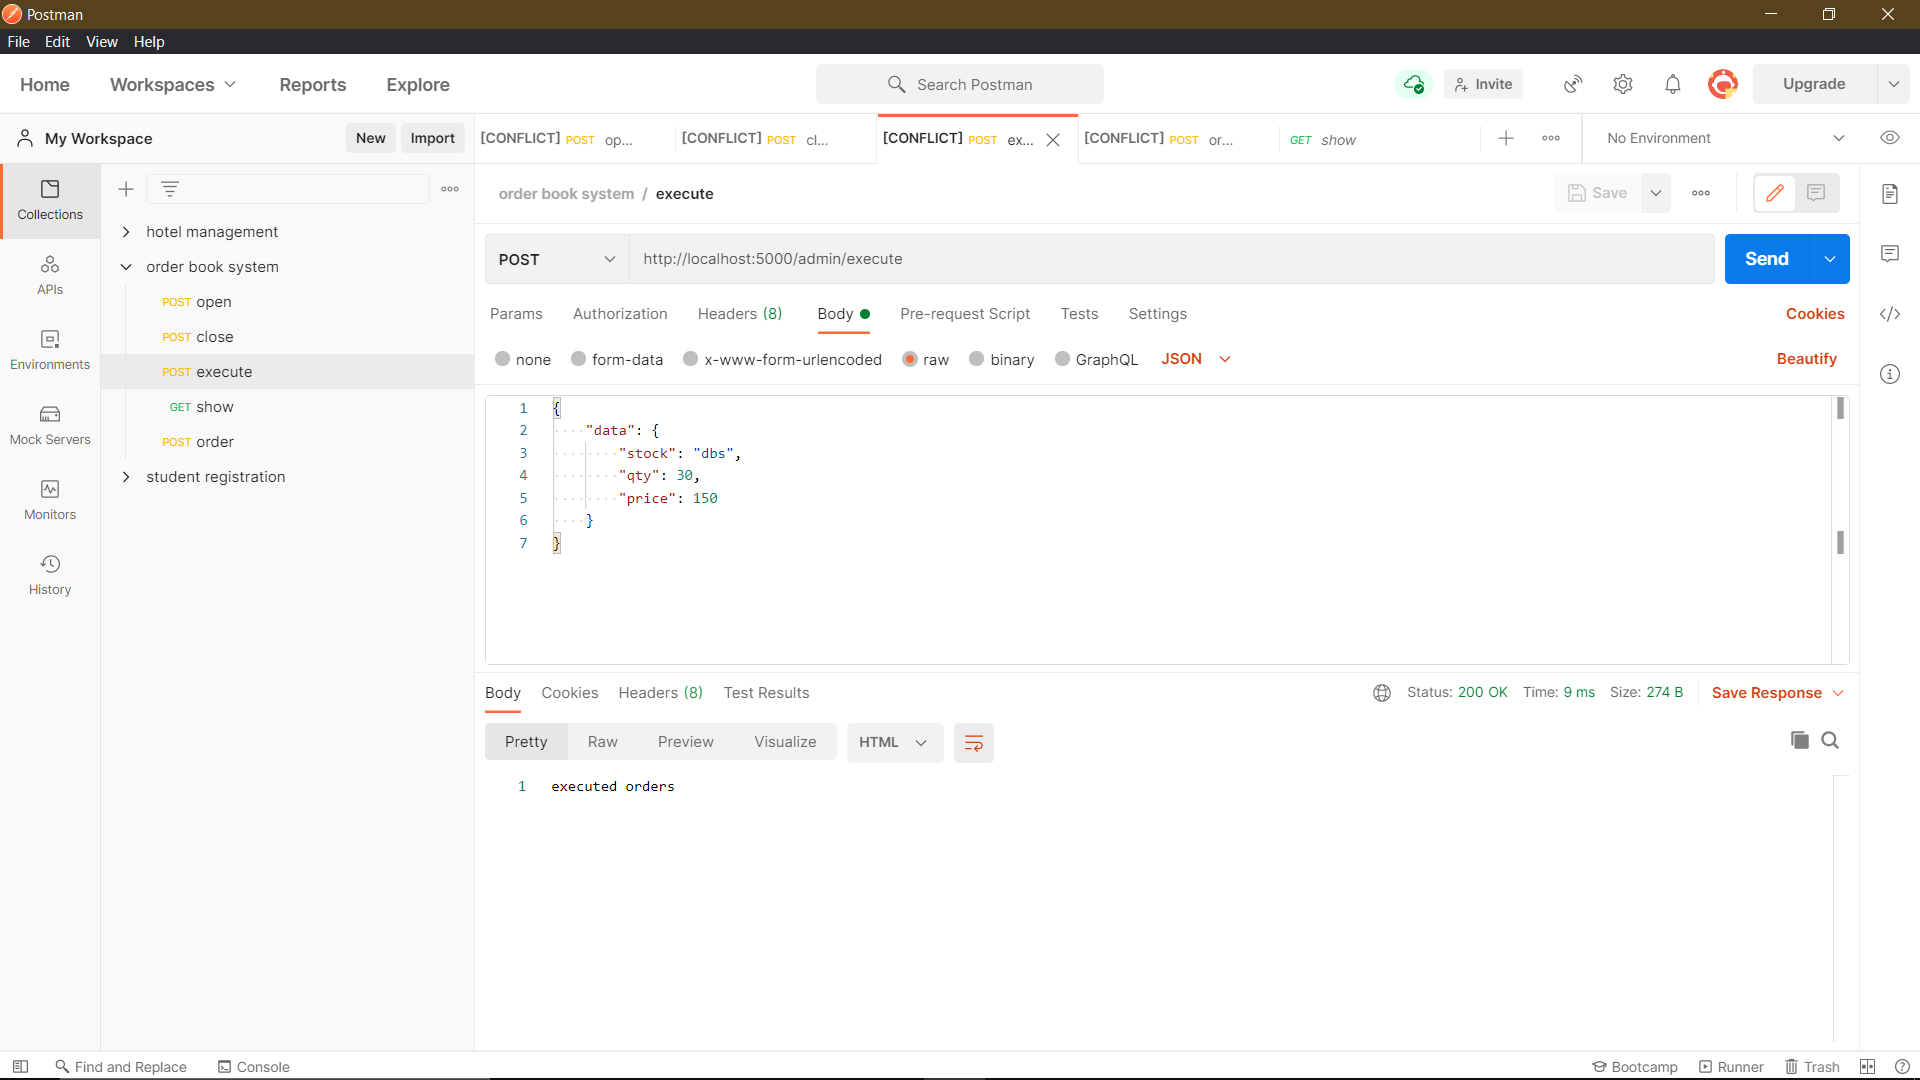 Postman
File Edit View Help
Home Workspaces Reports Explore Search Postman Invite Upgrade
My Workspace New Import
[CONFLICT] POST op... [CONFLICT] POST cl... [CONFLICT] POST ex... [CONFLICT] POST or... GET show No Environment
Collections
APIs
Environments
Mock Servers
Monitors
History
hotel management
order book system
POST open
POST close
POST execute
GET show
POST order
student registration
order book system / execute Save
POST http://localhost:5000/admin/execute Send
Params Authorization Headers (8) Body Pre-request Script Tests Settings Cookies
none form-data x-www-form-urlencoded raw binary GraphQL JSON Beautify
1 {
2 "data": {
3 "stock": "dbs",
4 "qty": 30,
5 "price": 150
6 }
7 }
Body Cookies Headers (8) Test Results Status: 200 OK Time: 9 ms Size: 274 B Save Response
Pretty Raw Preview Visualize HTML
1 executed orders
Find and Replace Console Bootcamp Runner Trash